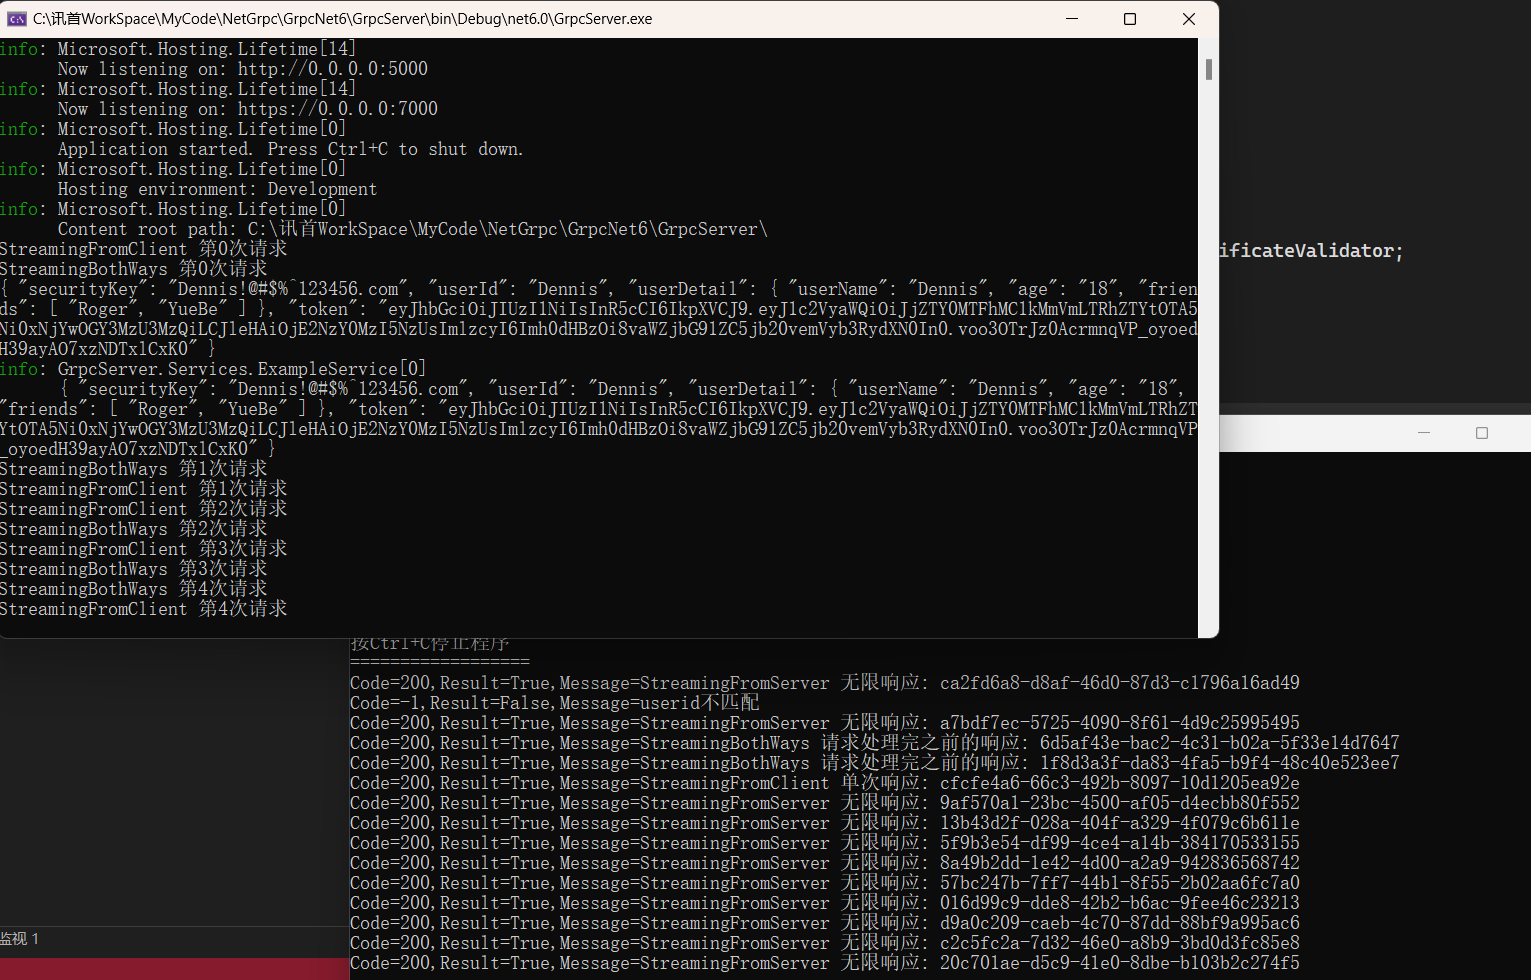 C:\讯首WorkSpace\MyCode\NetGrpc\GrpcNet6\GrpcServer\bin\Debug\net6.0\GrpcServer.exe
info: Microsoft.Hosting.Lifetime[14]
Now listening on: http://0.0.0.0:5000
info: Microsoft.Hosting.Lifetime[14]
Now listening on: https://0.0.0.0:7000
info: Microsoft.Hosting.Lifetime[0]
Application started. Press Ctrl+C to shut down.
info: Microsoft.Hosting.Lifetime[0]
Hosting environment: Development
info: Microsoft.Hosting.Lifetime[0]
Content root path: C:\讯首WorkSpace\MyCode\NetGrpc\GrpcNet6\GrpcServer\
StreamingFromClient 第0次请求
StreamingBothWays 第0次请求
{ "securityKey": "Dennis!@#$%^123456.com", "userId": "Dennis", "userDetail": { "userName": "Dennis", "age": "18", "frien
ds": [ "Roger", "YueBe" ] }, "token": "eyJhbGciOiJIUzI1NiIsInR5cCI6IkpXVCJ9.eyJ1c2VyaWQiOiJjZTY0MTFhMC1kMmVmLTRhZTYtOTA5
Ni0xNjYwOGY3MzU3MzQiLCJleHAiOjE2NzY0MzI5NzUsImlzcyI6Imh0dHBzOi8vaWZjbG91ZC5jb20vemVyb3RydXN0In0.voo3OTrJz0AcrmnqVP_oyoed
H39ayAO7xzNDTxlCxK0" }
info: GrpcServer.Services.ExampleService[0]
{ "securityKey": "Dennis!@#$%^123456.com", "userId": "Dennis", "userDetail": { "userName": "Dennis", "age": "18",
"friends": [ "Roger", "YueBe" ] }, "token": "eyJhbGciOiJIUzI1NiIsInR5cCI6IkpXVCJ9.eyJ1c2VyaWQiOiJjZTY0MTFhMC1kMmVmLTRhZT
YtOTA5Ni0xNjYwOGY3MzU3MzQiLCJleHAiOjE2NzY0MzI5NzUsImlzcyI6Imh0dHBzOi8vaWZjbG91ZC5jb20vemVyb3RydXN0In0.voo3OTrJz0AcrmnqVP
_oyoedH39ayAO7xzNDTxlCxK0" }
StreamingBothWays 第1次请求
StreamingFromClient 第1次请求
StreamingFromClient 第2次请求
StreamingBothWays 第2次请求
StreamingFromClient 第3次请求
StreamingBothWays 第3次请求
StreamingBothWays 第4次请求
StreamingFromClient 第4次请求
ificateValidator;
按Ctrl+C停止程序
==================
Code=200,Result=True,Message=StreamingFromServer 无限响应: ca2fd6a8-d8af-46d0-87d3-c1796a16ad49
Code=-1,Result=False,Message=userid不匹配
Code=200,Result=True,Message=StreamingFromServer 无限响应: a7bdf7ec-5725-4090-8f61-4d9c25995495
Code=200,Result=True,Message=StreamingBothWays 请求处理完之前的响应: 6d5af43e-bac2-4c31-b02a-5f33e14d7647
Code=200,Result=True,Message=StreamingBothWays 请求处理完之前的响应: 1f8d3a3f-da83-4fa5-b9f4-48c40e523ee7
Code=200,Result=True,Message=StreamingFromClient 单次响应: cfcfe4a6-66c3-492b-8097-10d1205ea92e
Code=200,Result=True,Message=StreamingFromServer 无限响应: 9af570a1-23bc-4500-af05-d4ecbb80f552
Code=200,Result=True,Message=StreamingFromServer 无限响应: 13b43d2f-028a-404f-a329-4f079c6b611e
Code=200,Result=True,Message=StreamingFromServer 无限响应: 5f9b3e54-df99-4ce4-a14b-384170533155
Code=200,Result=True,Message=StreamingFromServer 无限响应: 8a49b2dd-1e42-4d00-a2a9-942836568742
Code=200,Result=True,Message=StreamingFromServer 无限响应: 57bc247b-7ff7-44b1-8f55-2b02aa6fc7a0
Code=200,Result=True,Message=StreamingFromServer 无限响应: 016d99c9-dde8-42b2-b6ac-9fee46c23213
Code=200,Result=True,Message=StreamingFromServer 无限响应: d9a0c209-caeb-4c70-87dd-88bf9a995ac6
Code=200,Result=True,Message=StreamingFromServer 无限响应: c2c5fc2a-7d32-46e0-a8b9-3bd0d3fc85e8
Code=200,Result=True,Message=StreamingFromServer 无限响应: 20c701ae-d5c9-41e0-8dbe-b103b2c274f5
监视 1